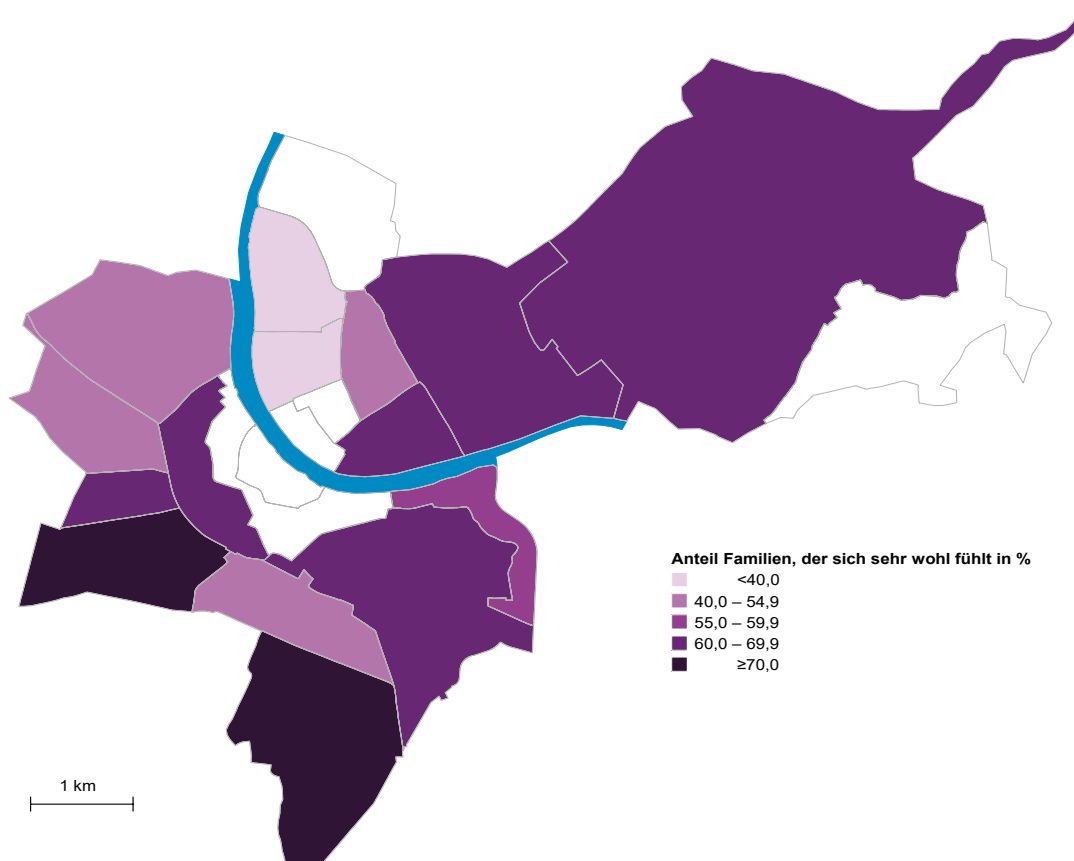 Anteil Familien, der sich sehr wohl fühlt in %
<40,0
40,0 – 54,9
55,0 – 59,9
60,0 – 69,9
≥70,0
1 km